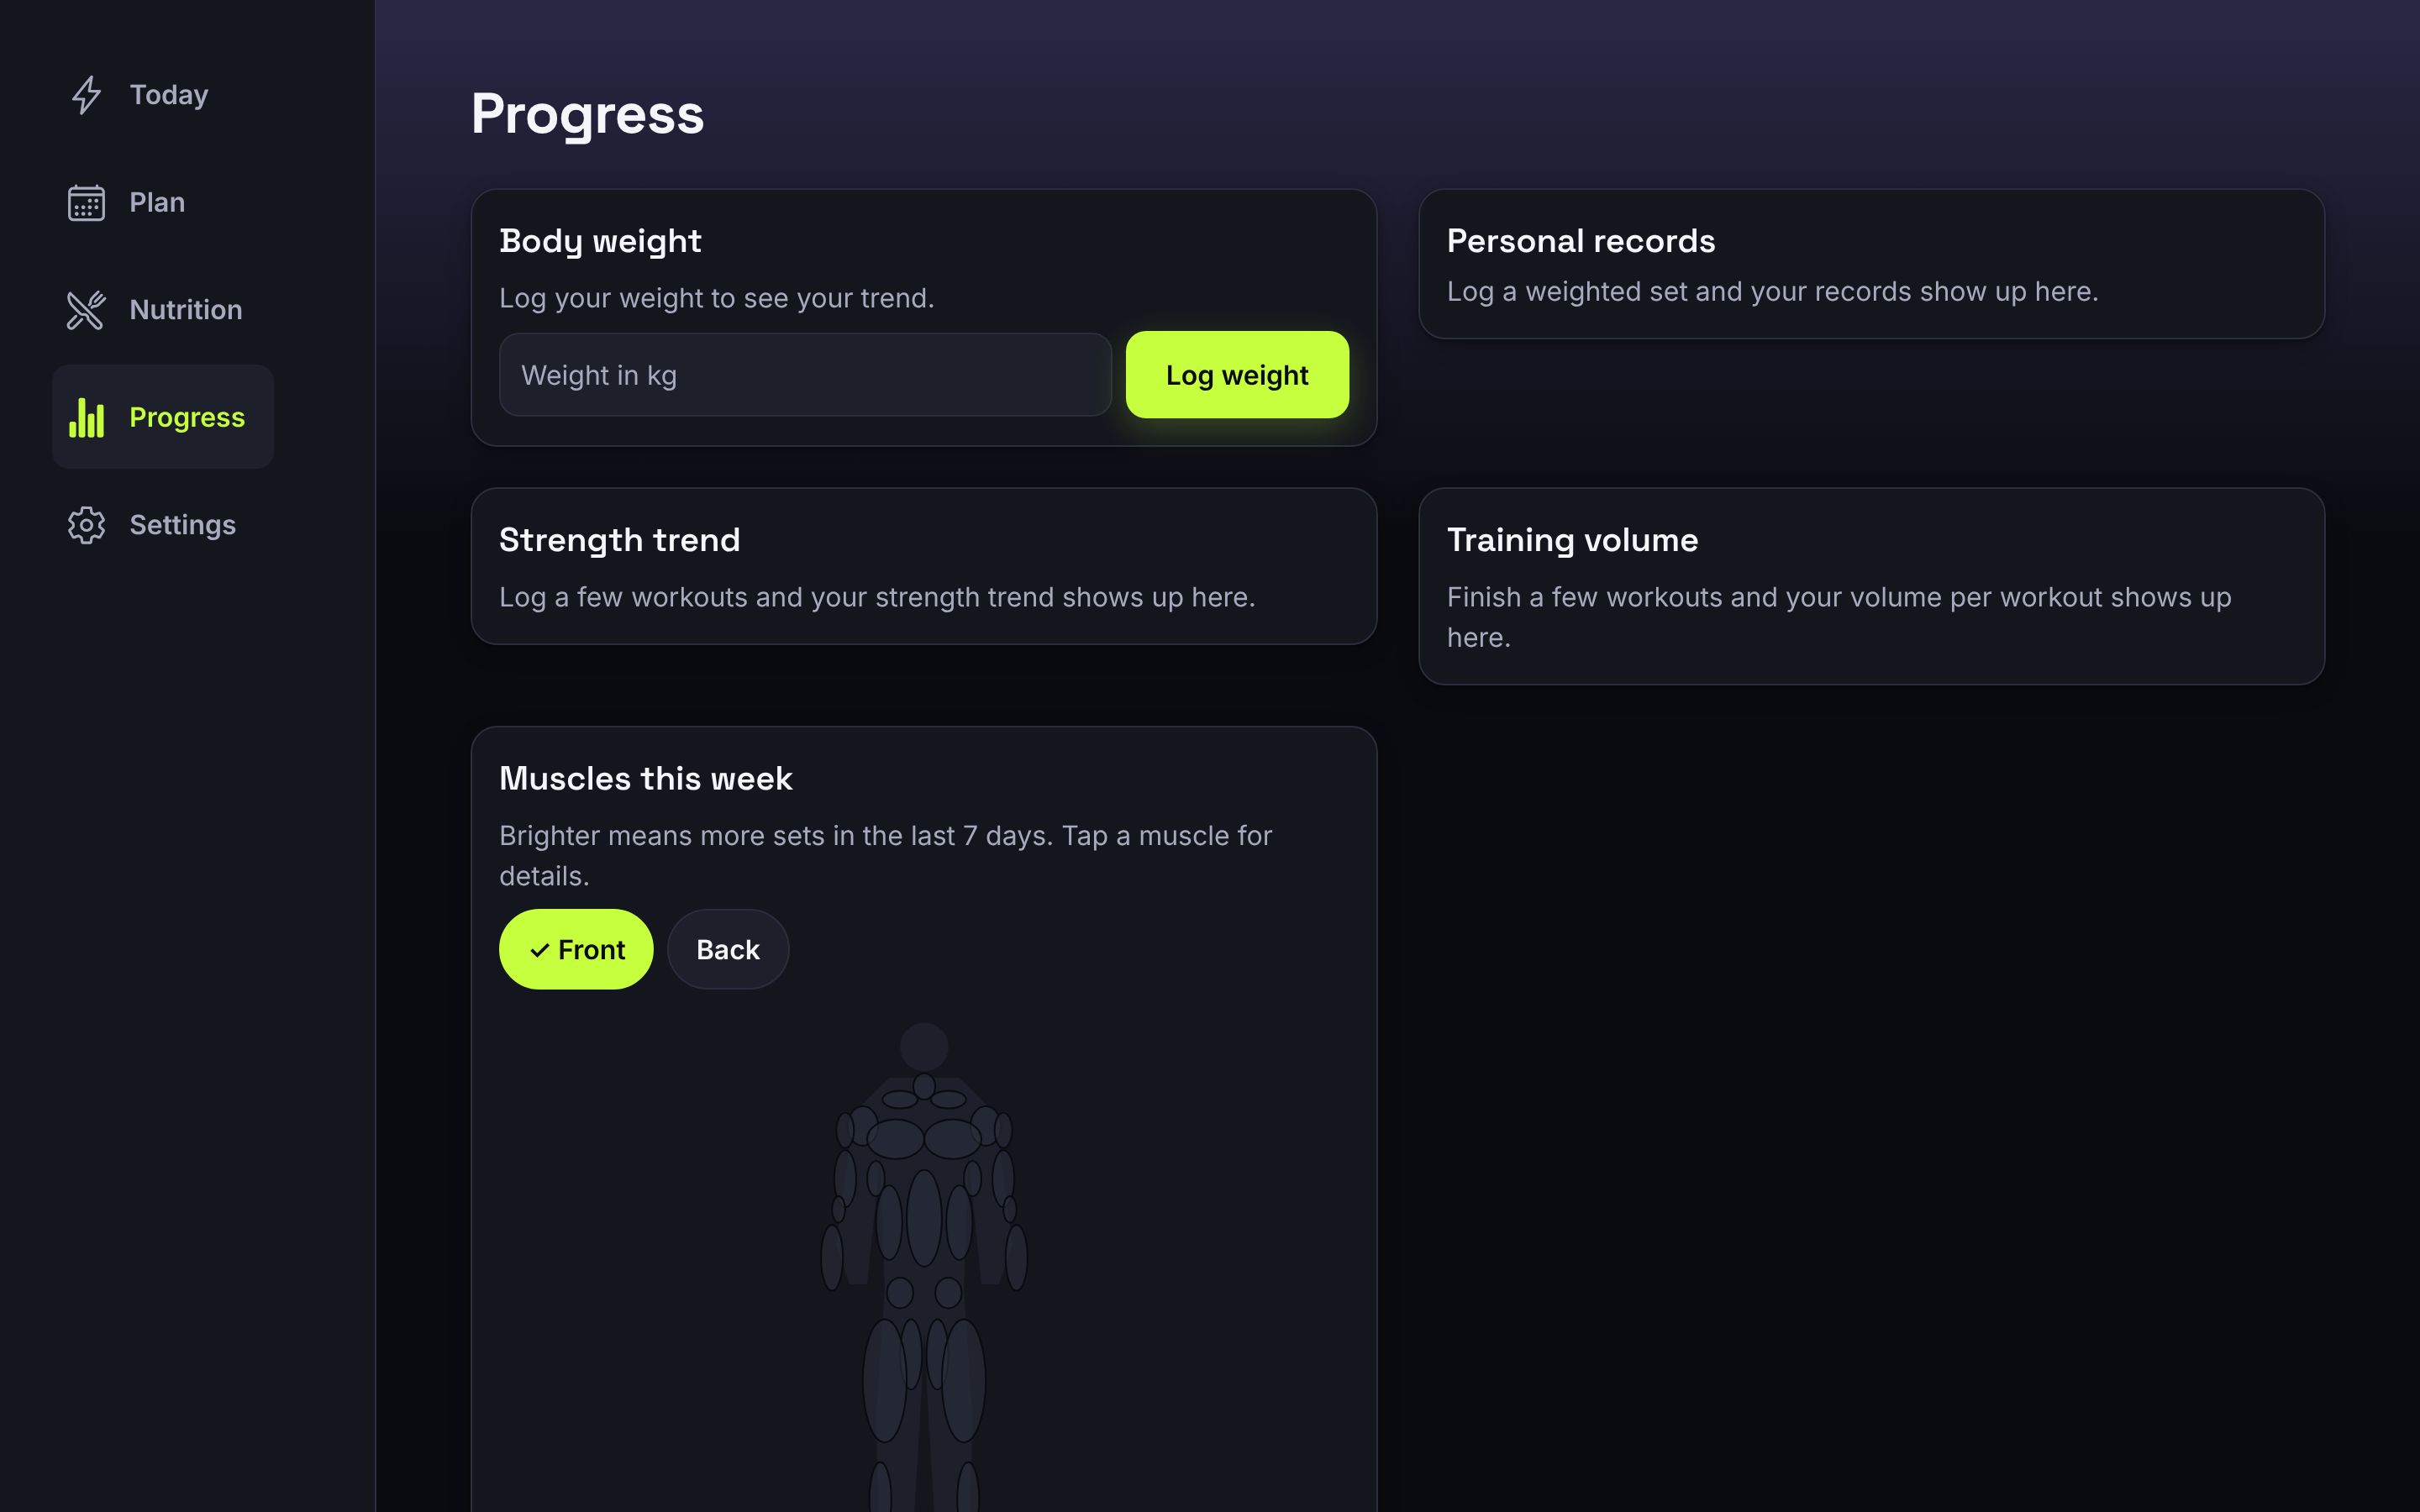 Today
Plan
Nutrition
Progress
Settings
Progress
Body weight
Log your weight to see your trend.
Weight in kg
Log weight
Personal records
Log a weighted set and your records show up here.
Strength trend
Log a few workouts and your strength trend shows up here.
Training volume
Finish a few workouts and your volume per workout shows up
here.
Muscles this week
Brighter means more sets in the last 7 days. Tap a muscle for
details.
✓ Front
Back